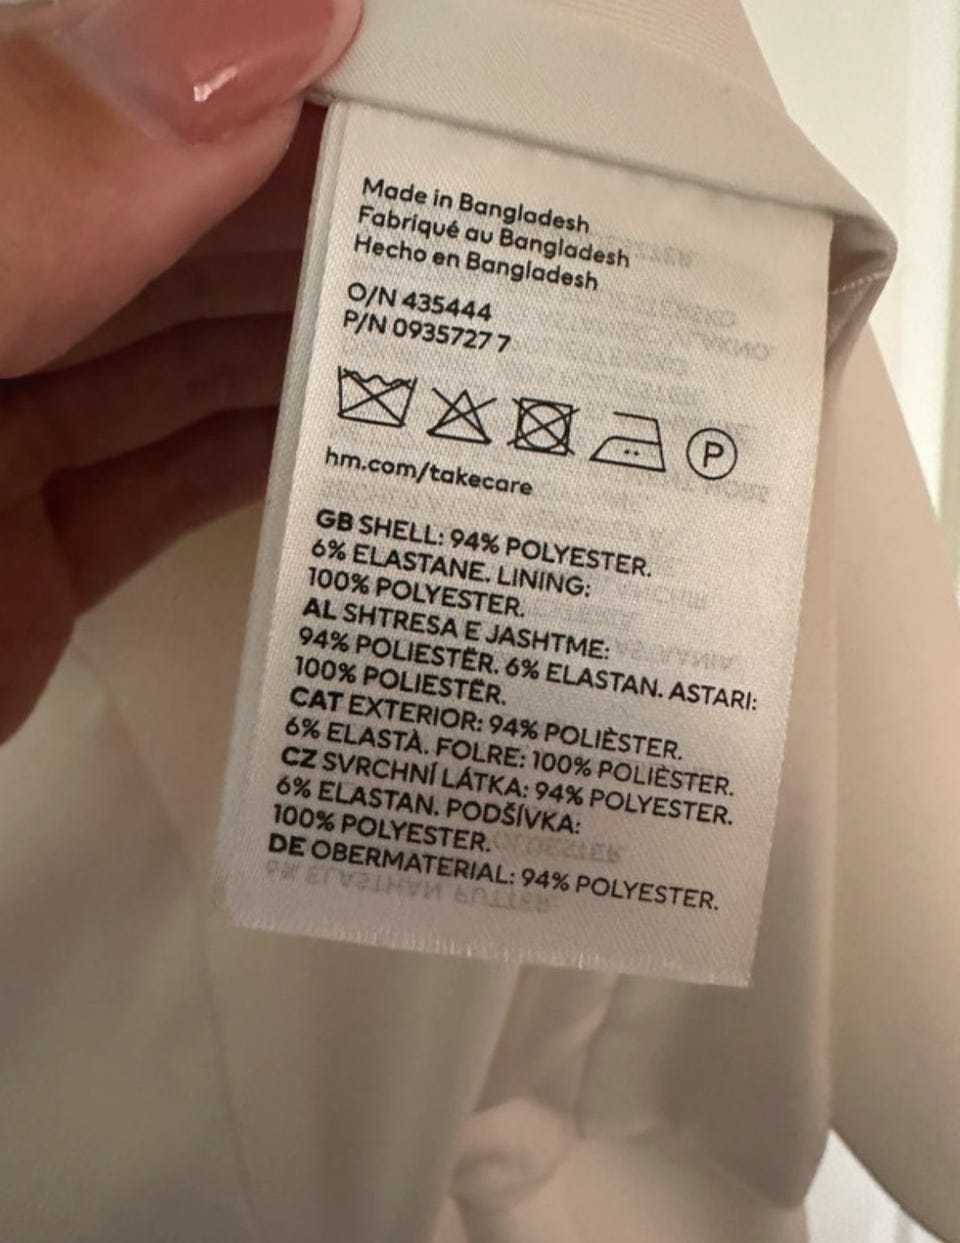 Made in Bangladesh
Fabriqué au Bangladesh
Hecho en Bangladesh
O/N 435444
P/N 0935727 7
P
hm.com/takecare
GB SHELL: 94% POLYESTER.
6% ELASTANE. LINING:
100% POLYESTER.
AL SHTRESA E JASHTME:
94% POLIESTËR. 6% ELASTAN. ASTARI:
100% POLIESTËR.
CAT EXTERIOR: 94% POLIÈSTER.
6% ELASTÀ. FOLRE: 100% POLIÈSTER.
CZ SVRCHNÍ LÁTKA: 94% POLYESTER.
6% ELASTAN. PODŠÍVKA:
100% POLYESTER.
DE OBERMATERIAL: 94% POLYESTER.